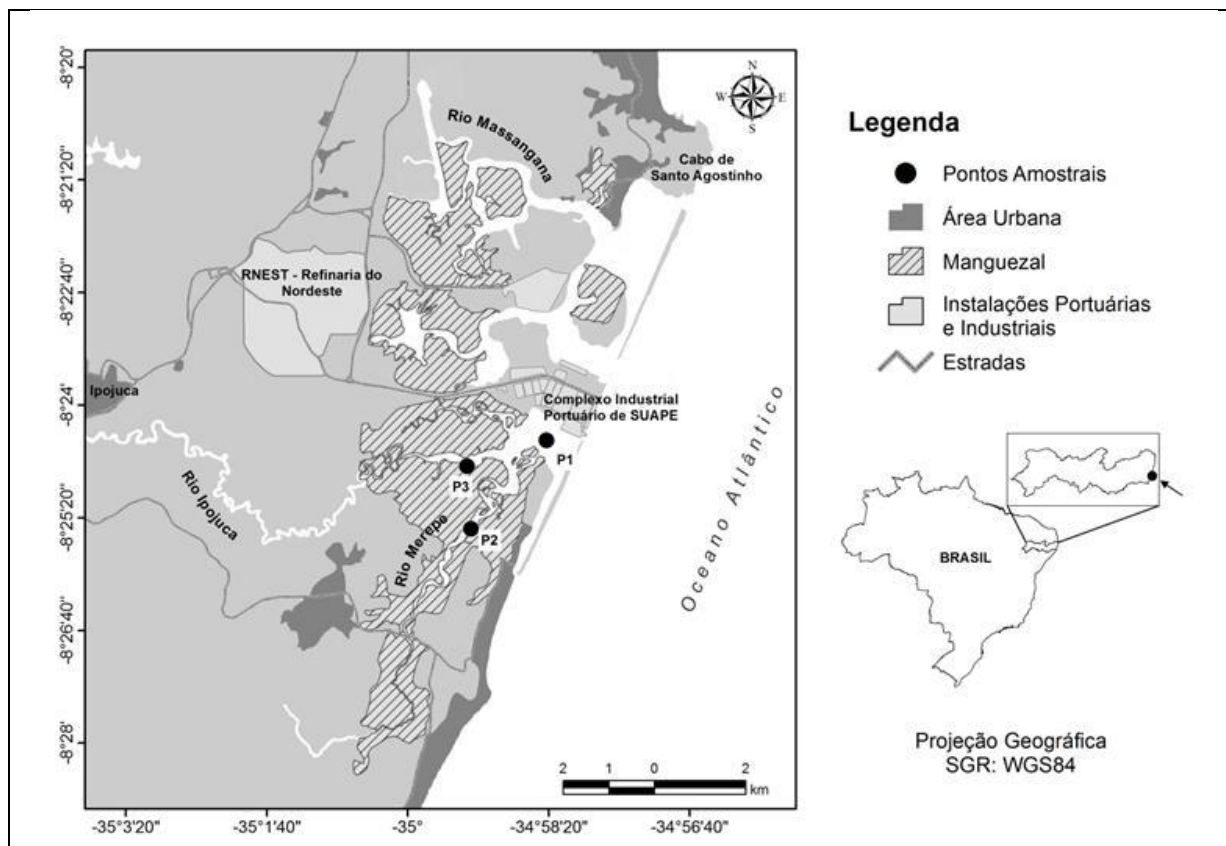 -8°20'
-8°21'20"
-8°22'40"
-8°24'
-8°25'20"
-8°26'40"
-8°28'
-35°3'20"
-35°1'40"
-35°
-34°58'20"
-34°56'40"
N
W
E
S
Rio Massangana
Cabo de
Santo Agostinho
RNEST - Refinaria do
Nordeste
Ipojuca
Complexo Industrial
Portuário de SUAPE
P1
P3
P2
Rio Ipojuca
Rio Merepe
Oceano Atlântico
2 1 0 2
km
Legenda
Pontos Amostrais
Área Urbana
Manguezal
Instalações Portuárias
e Industriais
Estradas
BRASIL
Projeção Geográfica
SGR: WGS84